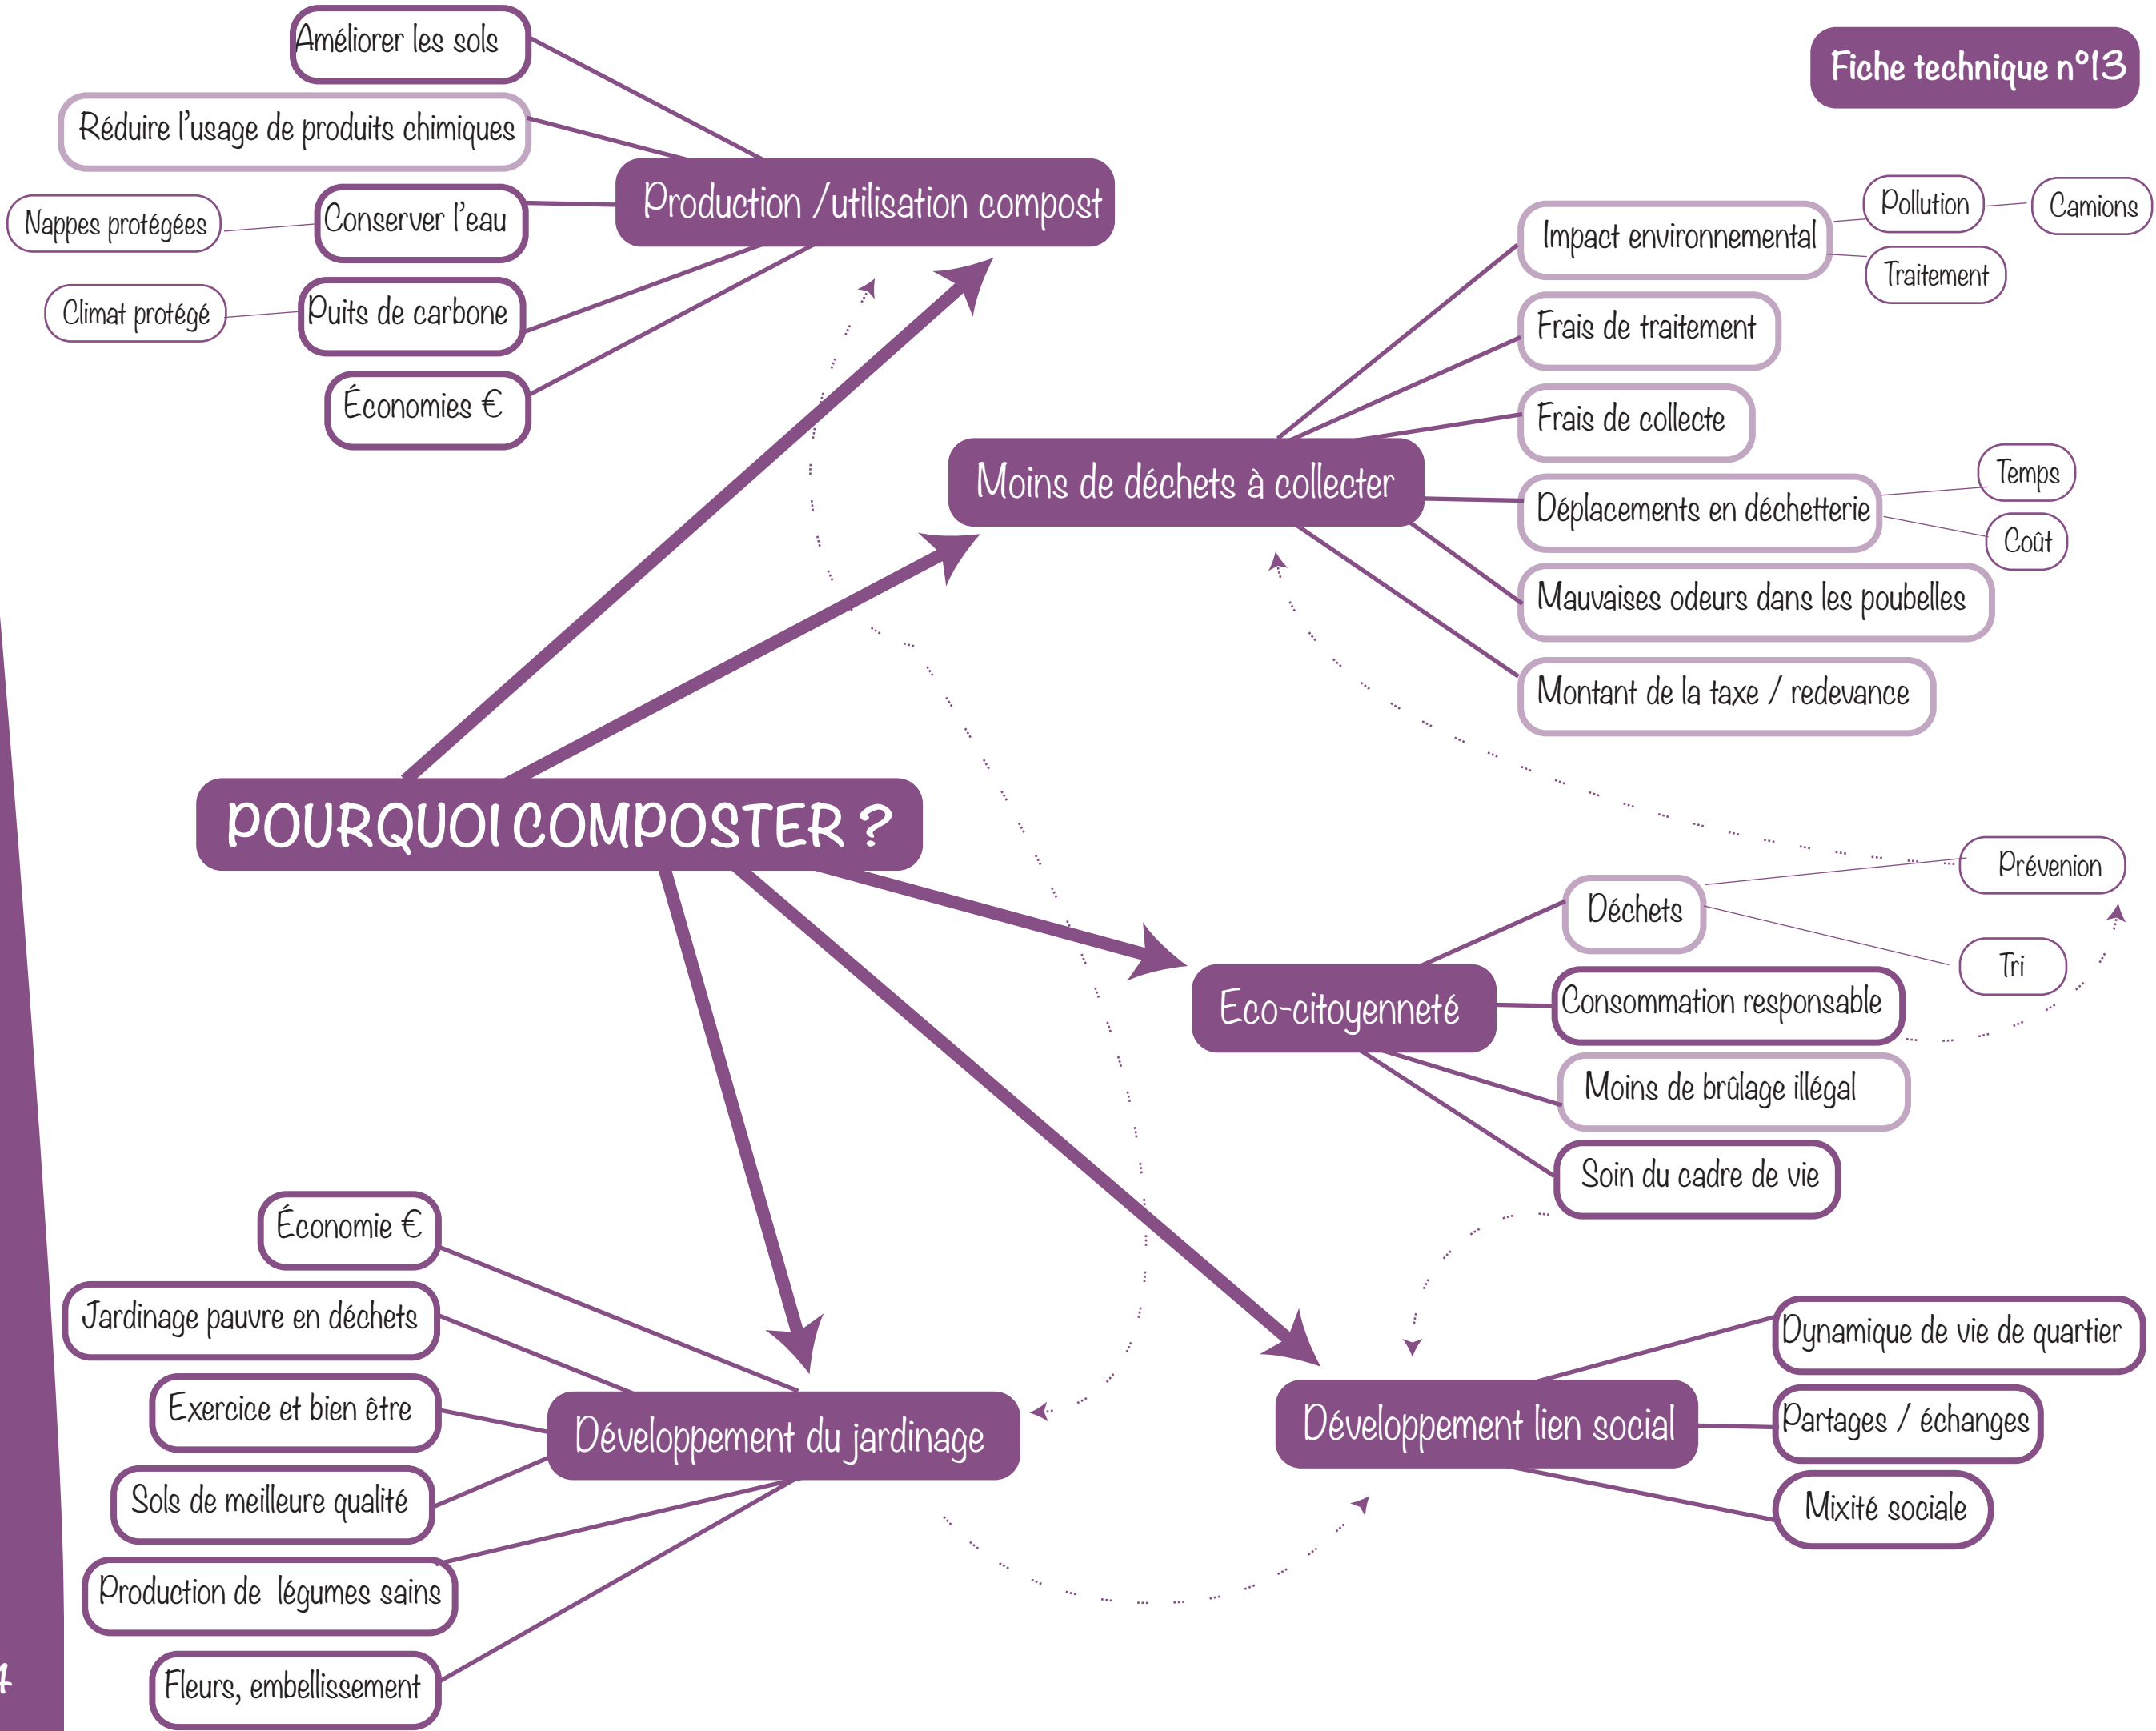 Fiche technique n°13
Améliorer les sols
Réduire l'usage de produits chimiques
Production /utilisation compost
Conserver l'eau
Nappes protégées
Puits de carbone
Climat protégé
Économies €
Impact environnemental
Pollution
Camions
Traitement
Frais de traitement
Frais de collecte
Moins de déchets à collecter
Déplacements en déchetterie
Temps
Coût
Mauvaises odeurs dans les poubelles
Montant de la taxe / redevance
POURQUOI COMPOSTER ?
Déchets
Prévenion
Tri
Eco-citoyenneté
Consommation responsable
Moins de brûlage illégal
Soin du cadre de vie
Économie €
Jardinage pauvre en déchets
Exercice et bien être
Développement du jardinage
Sols de meilleure qualité
Production de légumes sains
Fleurs, embellissement
Développement lien social
Dynamique de vie de quartier
Partages / échanges
Mixité sociale